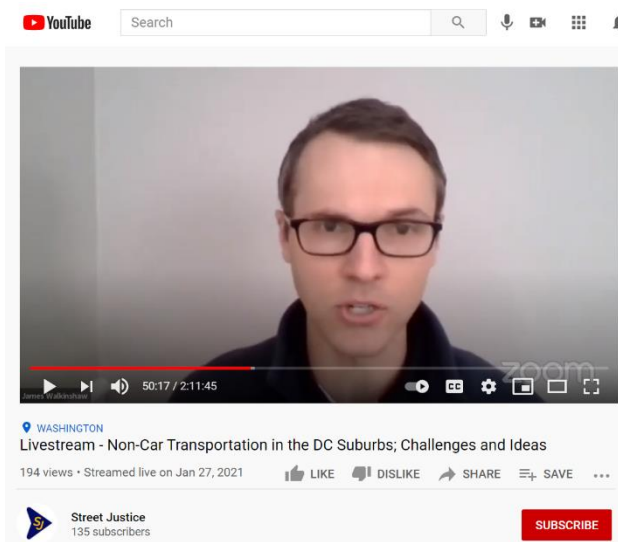 YouTube Search
zoom
50:17 / 2:11:45 CC
James Walkinshaw
WASHINGTON
Livestream - Non-Car Transportation in the DC Suburbs; Challenges and Ideas
194 views • Streamed live on Jan 27, 2021 LIKE DISLIKE SHARE SAVE ...
SJ Street Justice SUBSCRIBE
135 subscribers